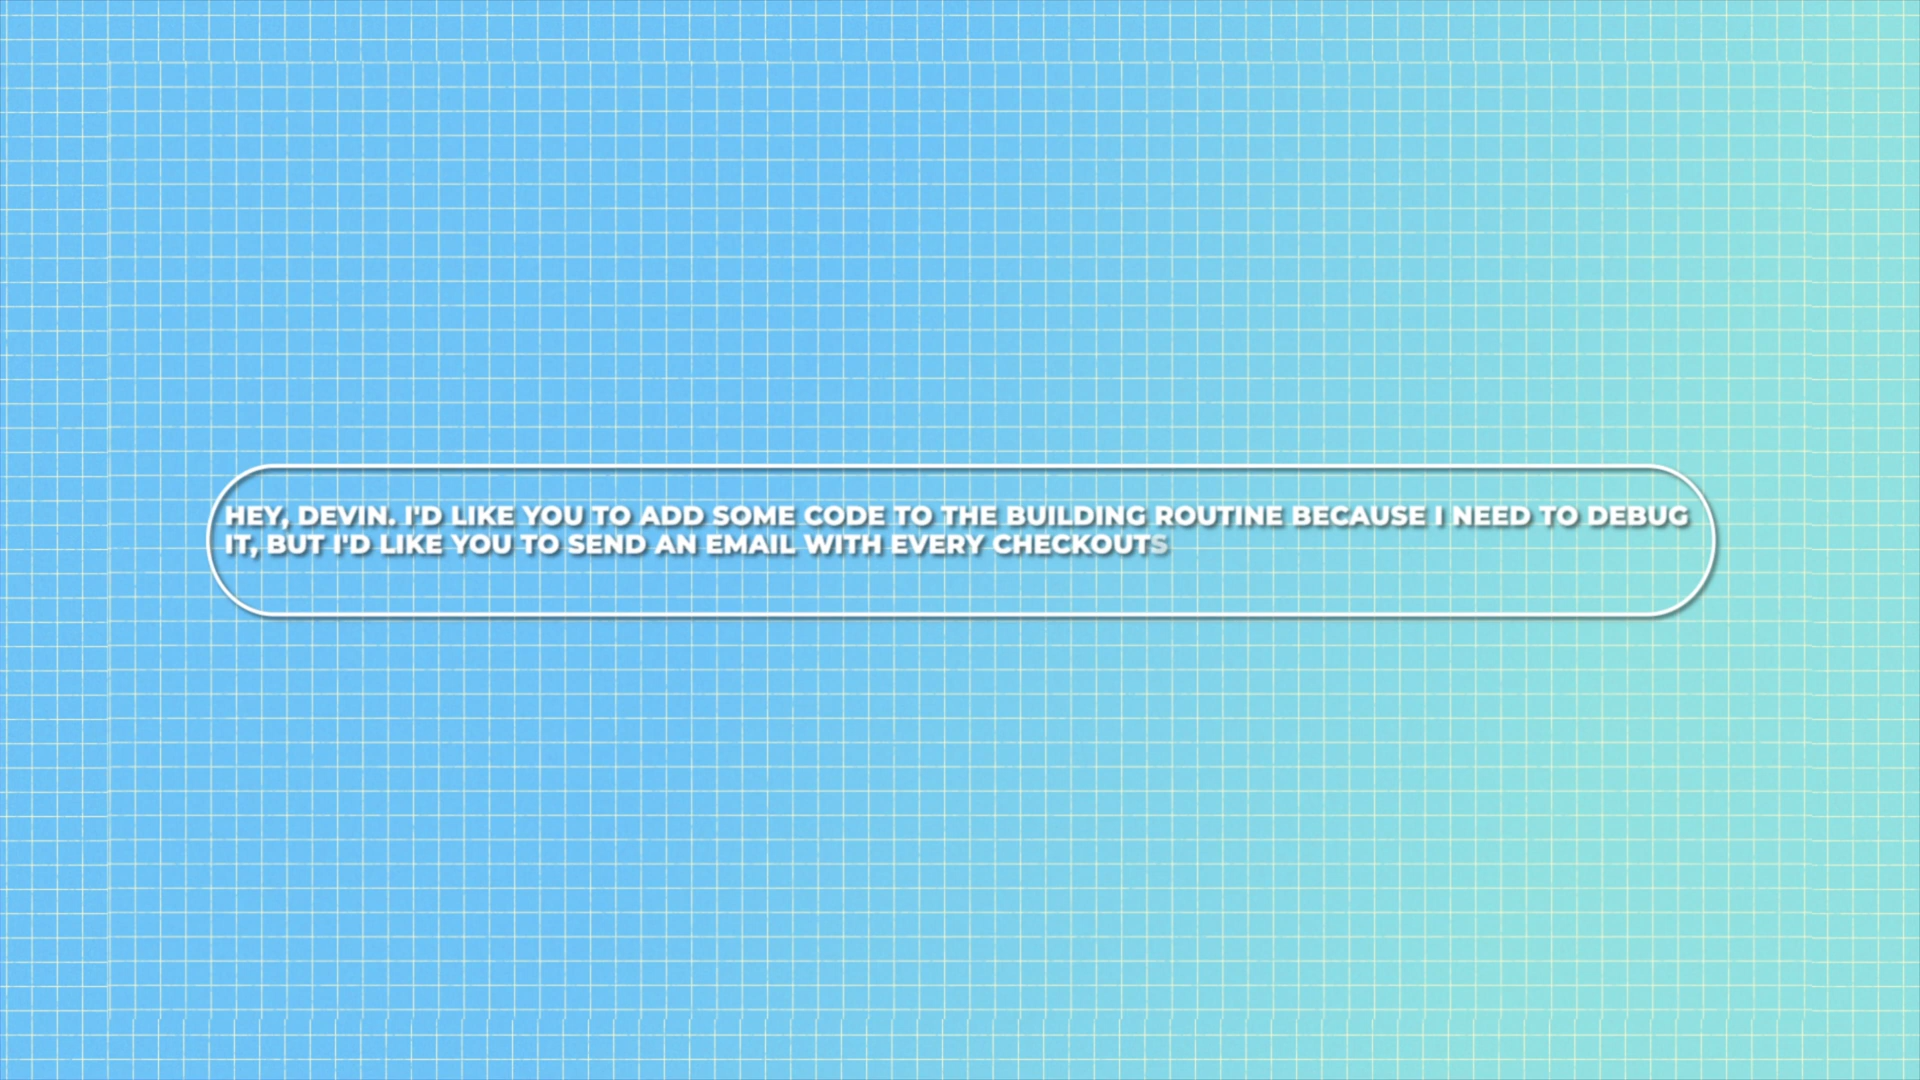 HEY, DEVIN. I'D LIKE YOU TO ADD SOME CODE TO THE BUILDING ROUTINE BECAUSE I NEED TO DEBUG
IT, BUT I'D LIKE YOU TO SEND AN EMAIL WITH EVERY CHECKOUTS